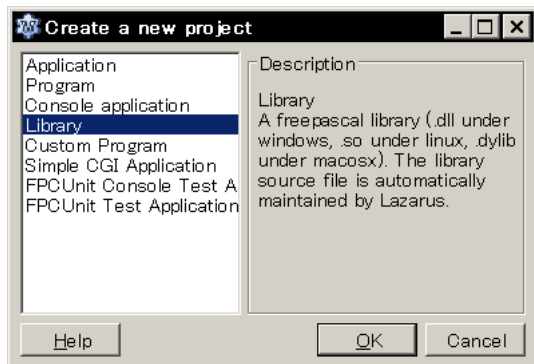 Create a new project
Application
Program
Console application
Library
Custom Program
Simple CGI Application
FPCUnit Console Test A
FPCUnit Test Application
Description
Library
A freepascal library (.dll under
windows, .so under linux, .dylib
under macosx). The library
source file is automatically
maintained by Lazarus.
Help
OK
Cancel